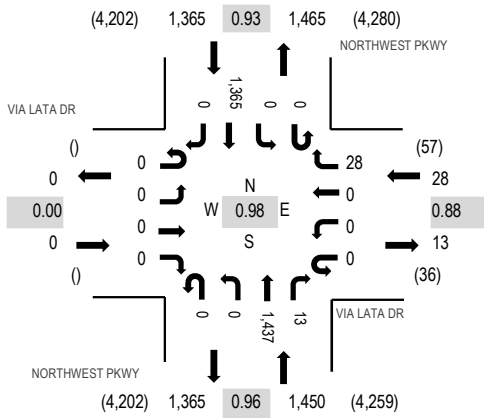 (4,202) 1,365 0.93 1,465 (4,280)
NORTHWEST PKWY
1,365
0 0 0
VIA LATA DR
() 0 28 (57)
0 0 0 28
0.00 0 W N 0.98 S E 0 0.88
0 0 0 13
() (36)
0 0 1,437 13
VIA LATA DR
NORTHWEST PKWY
(4,202) 1,365 0.96 1,450 (4,259)